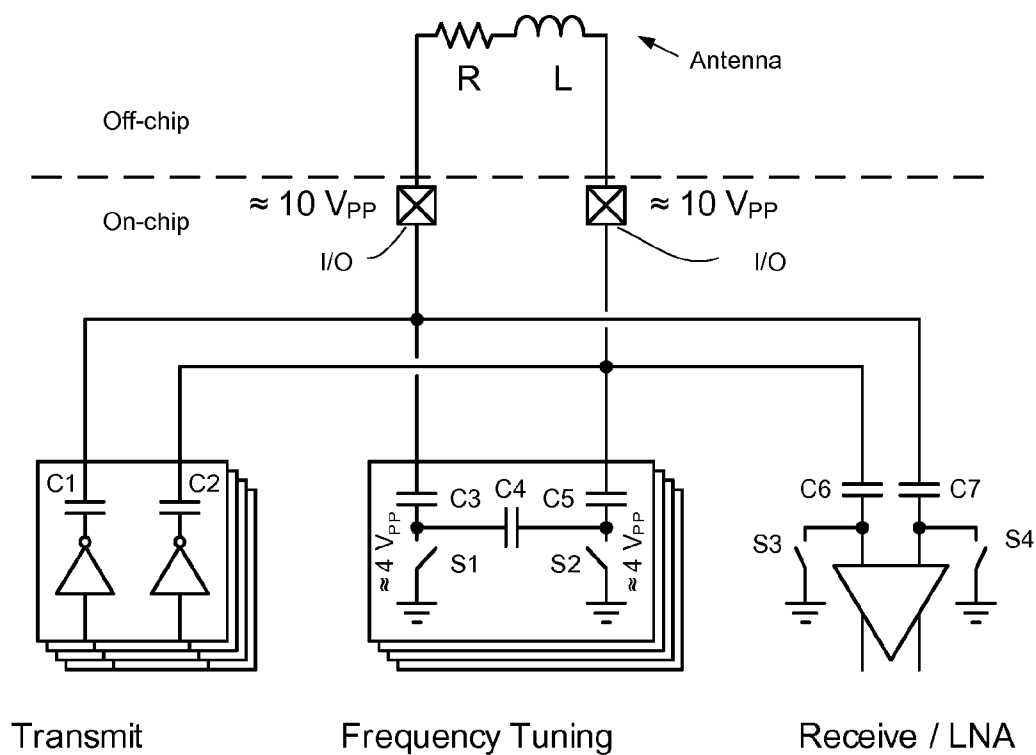 R
L
Antenna
Off-chip
≈ 10 VPP
≈ 10 VPP
On-chip
I/O
I/O
C1
C2
C3
C4
C5
C6
C7
≈ 4 VPP
S1
S2
≈ 4 VPP
S3
S4
Transmit
Frequency Tuning
Receive / LNA